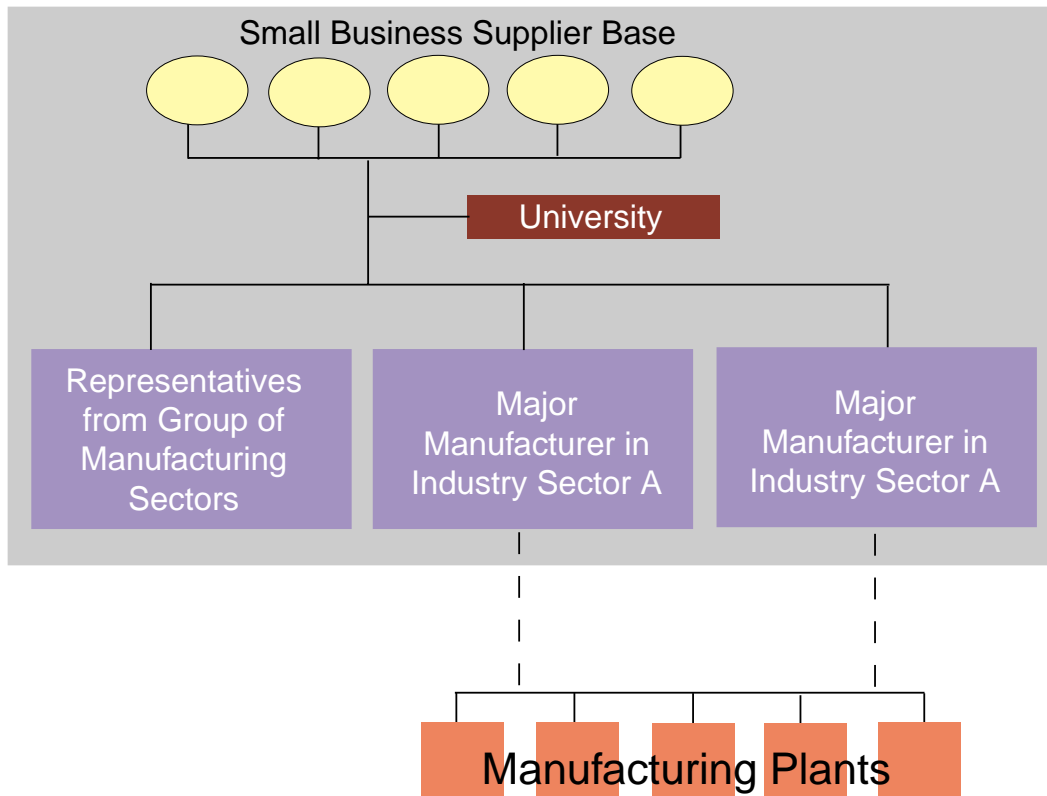 Small Business Supplier Base
University
Representatives
from Group of
Manufacturing
Sectors
Major
Manufacturer in
Industry Sector A
Major
Manufacturer in
Industry Sector A
Manufacturing Plants